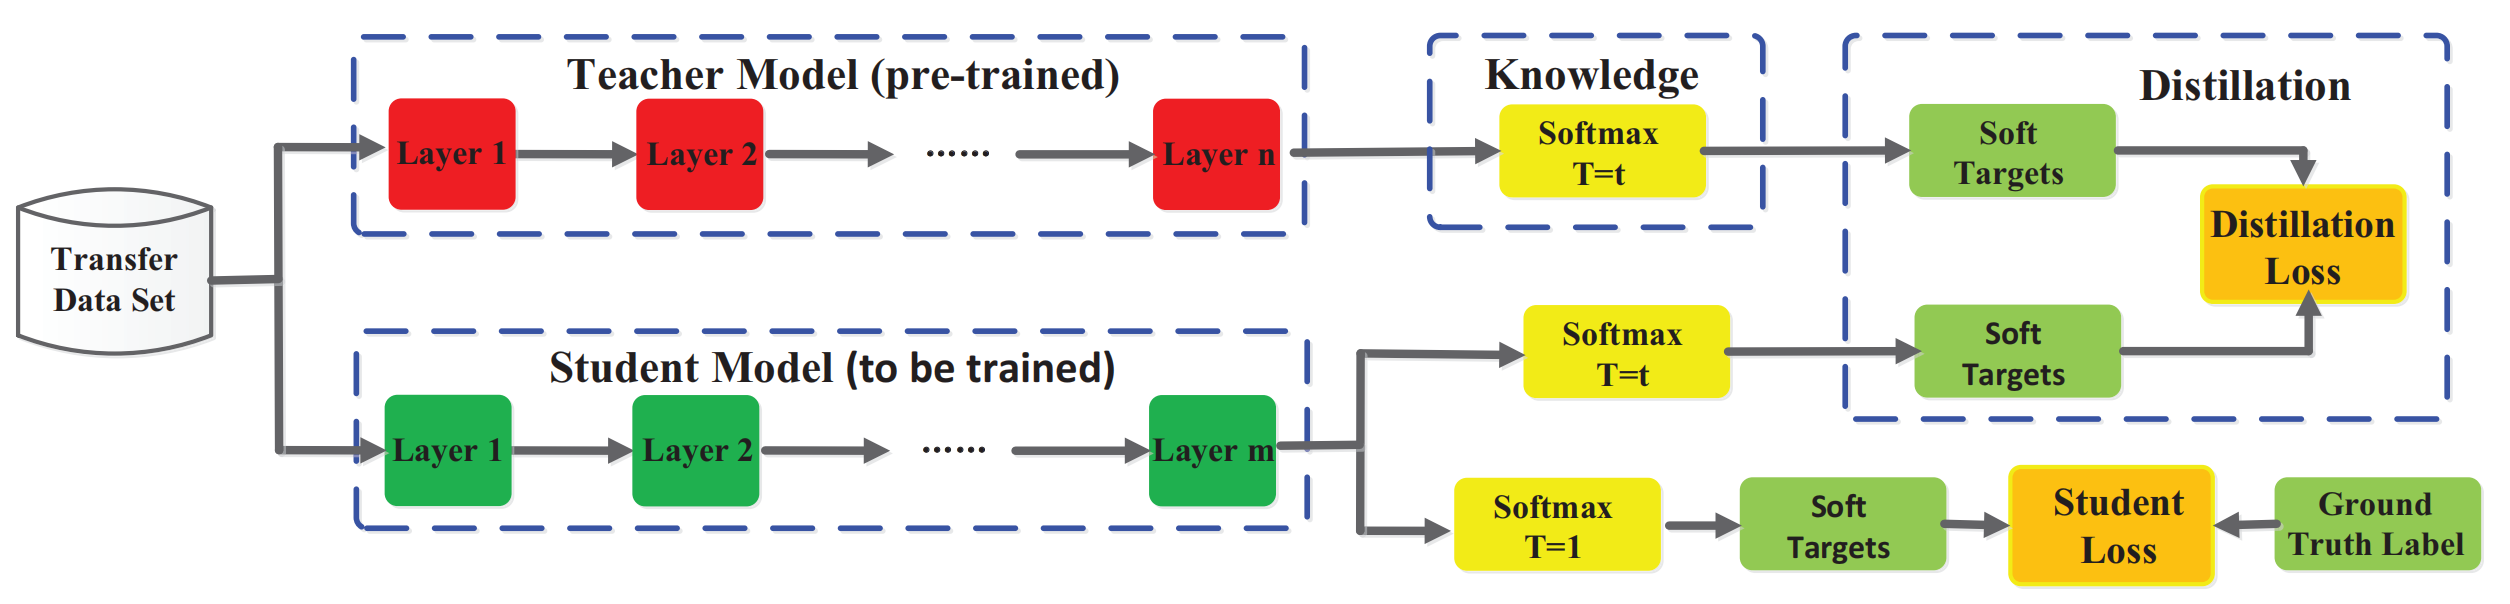 Teacher Model (pre-trained)
Layer 1
Layer 2
......
Layer n
Knowledge
Softmax
T=t
Distillation
Soft
Targets
Distillation
Loss
Transfer
Data Set
Student Model (to be trained)
Layer 1
Layer 2
......
Layer m
Softmax
T=t
Soft
Targets
Softmax
T=1
Soft
Targets
Student
Loss
Ground
Truth Label